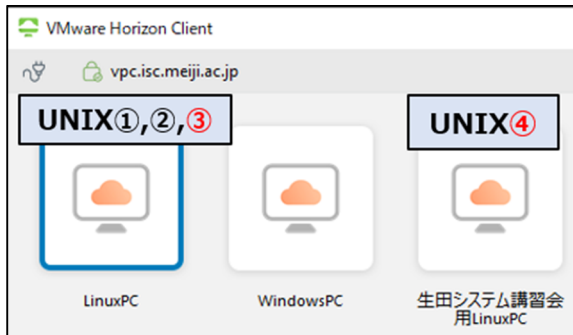 VMware Horizon Client
vpc.isc.meiji.ac.jp
UNIX①,②,③
UNIX④
LinuxPC
WindowsPC
生田システム講習会
用LinuxPC